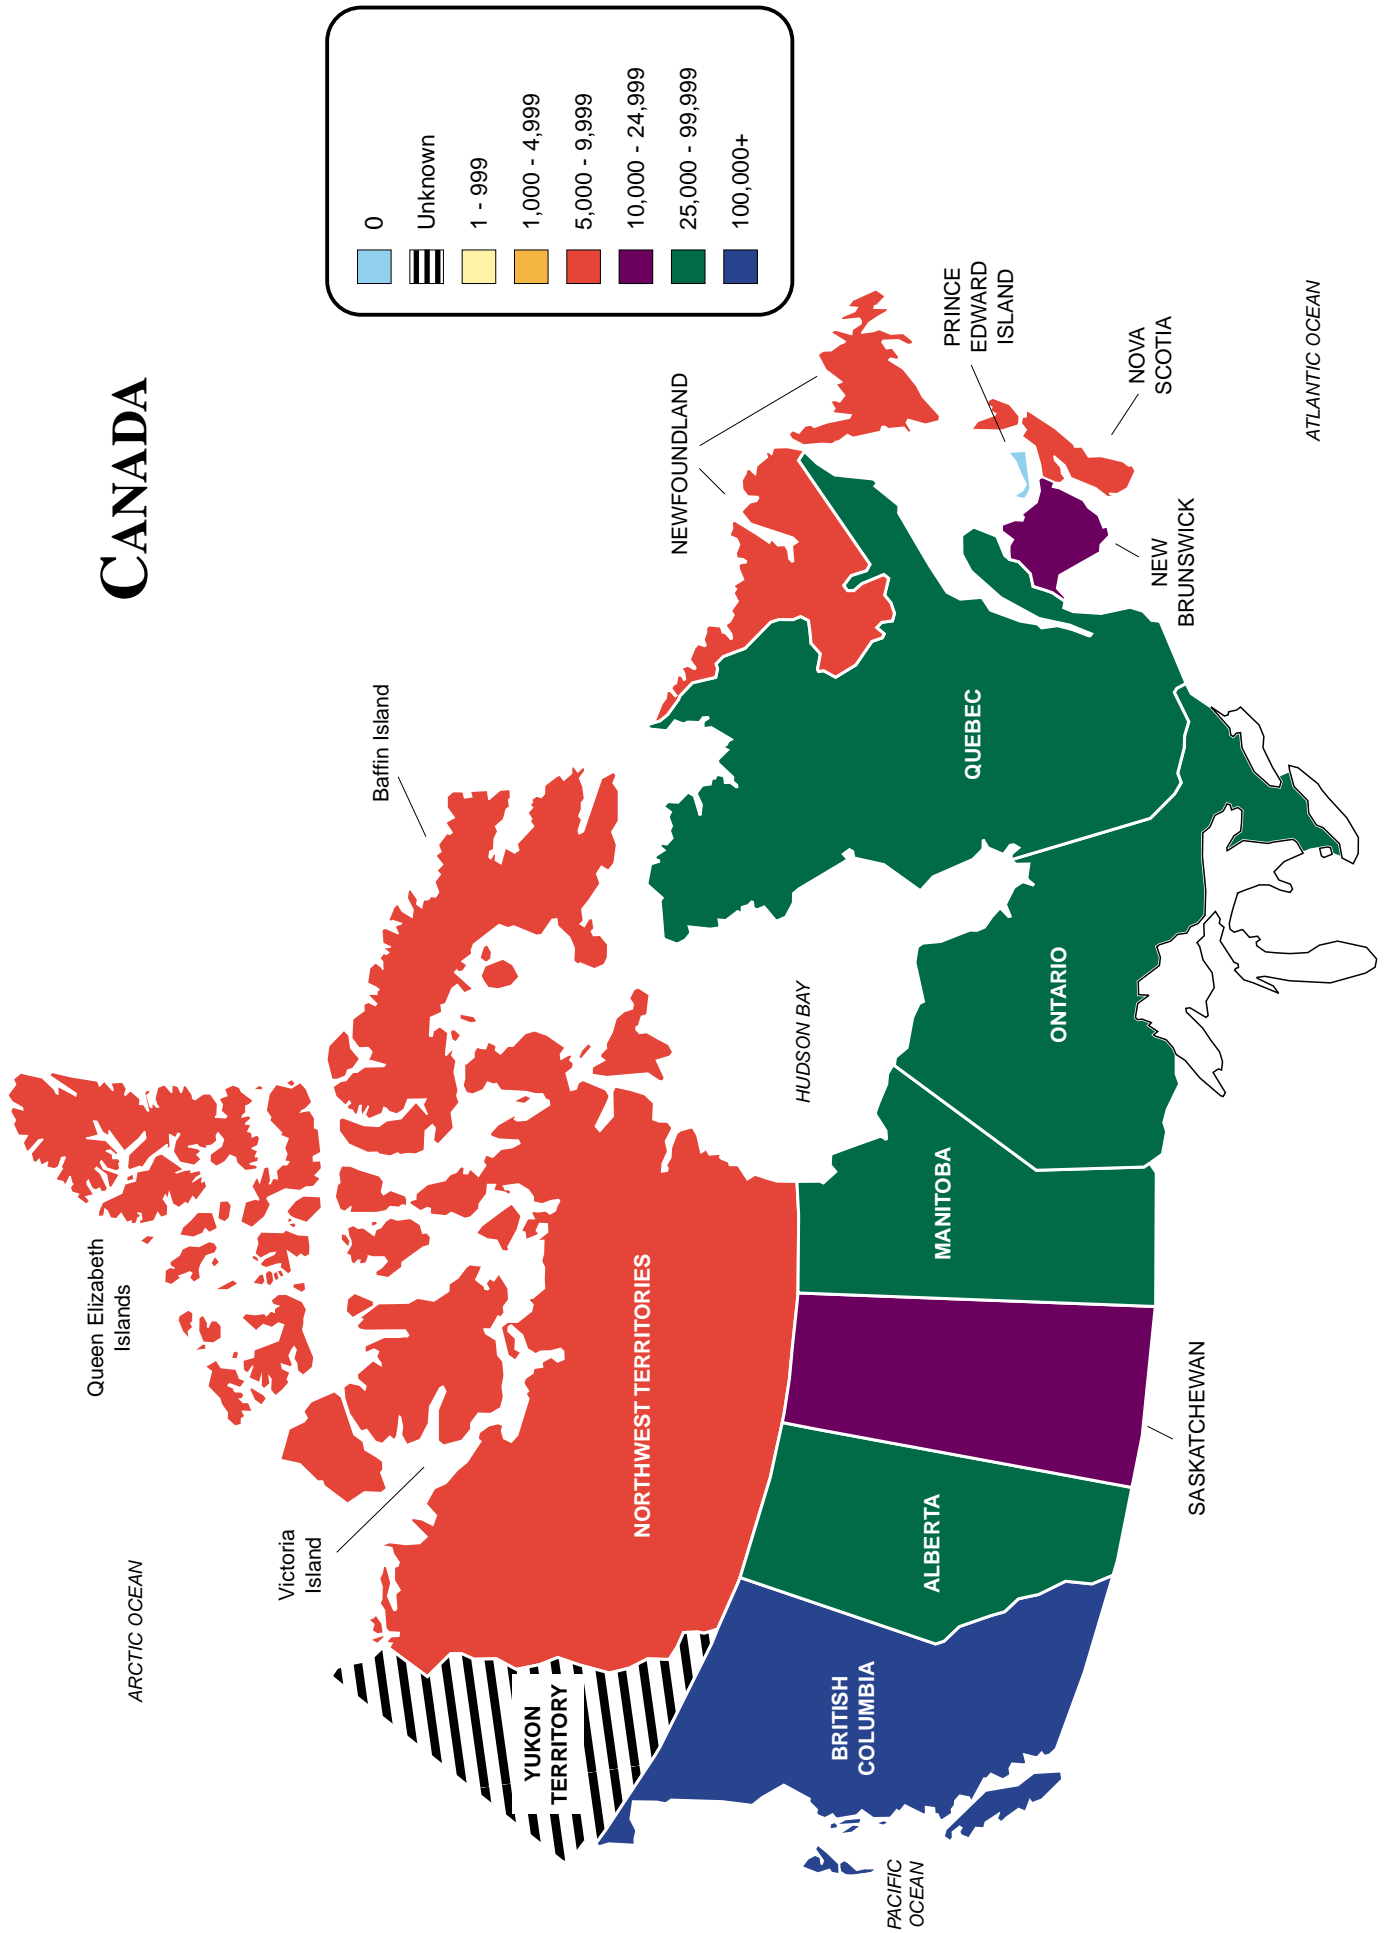 CANADA
0
Unknown
1 - 999
1,000 - 4,999
5,000 - 9,999
10,000 - 24,999
25,000 - 99,999
100,000+
ARCTIC OCEAN
Queen Elizabeth
Islands
Victoria
Island
Baffin Island
YUKON
TERRITORY
NORTHWEST TERRITORIES
NEWFOUNDLAND
HUDSON BAY
PRINCE
EDWARD
ISLAND
BRITISH
COLUMBIA
ALBERTA
MANITOBA
QUEBEC
PACIFIC
OCEAN
ONTARIO
NOVA
SCOTIA
NEW
BRUNSWICK
SASKATCHEWAN
ATLANTIC OCEAN